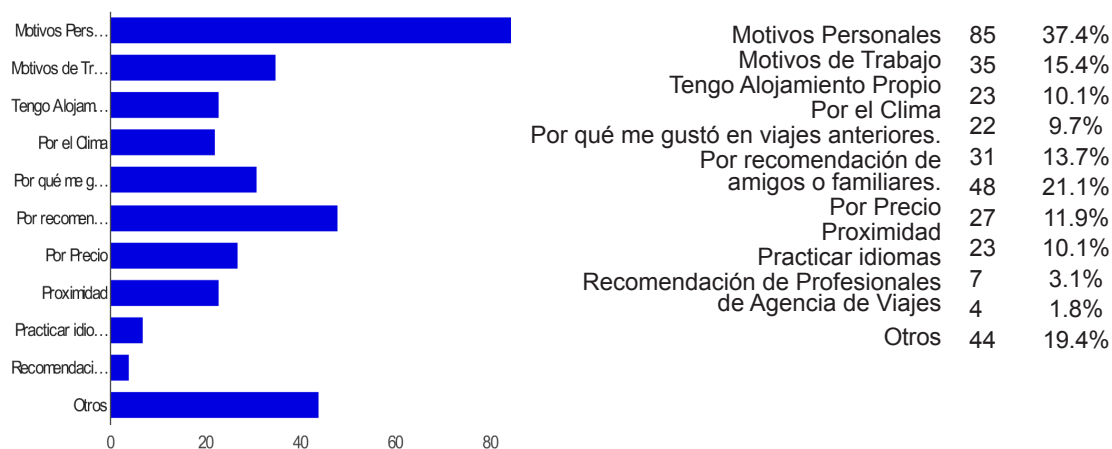 Motivos Pers…
Motivos de Tr…
Tengo Alojam…
Por el Clima
Por qué me g…
Por recomen…
Por Precio
Proximidad
Practicar idio…
Recomendaci…
Otros
0 20 40 60 80
Motivos Personales 85 37.4%
Motivos de Trabajo 35 15.4%
Tengo Alojamiento Propio 23 10.1%
Por el Clima 22 9.7%
Por qué me gustó en viajes anteriores. 31 13.7%
Por recomendación de
amigos o familiares. 48 21.1%
Por Precio 27 11.9%
Proximidad 23 10.1%
Practicar idiomas 7 3.1%
Recomendación de Profesionales
de Agencia de Viajes 4 1.8%
Otros 44 19.4%